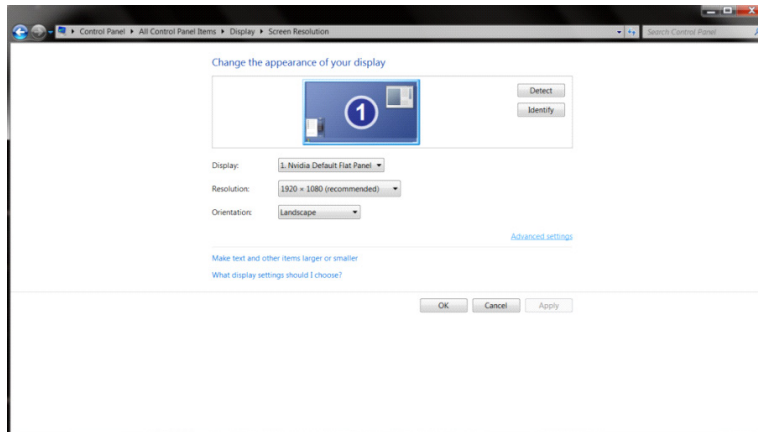 Control Panel ▸ All Control Panel Items ▸ Display ▸ Screen Resolution
Search Control Panel
Change the appearance of your display
1
Detect
Identify
Display: 1. Nvidia Default Flat Panel
Resolution: 1920 × 1080 (recommended)
Orientation: Landscape
Advanced settings
Make text and other items larger or smaller
What display settings should I choose?
OK Cancel Apply